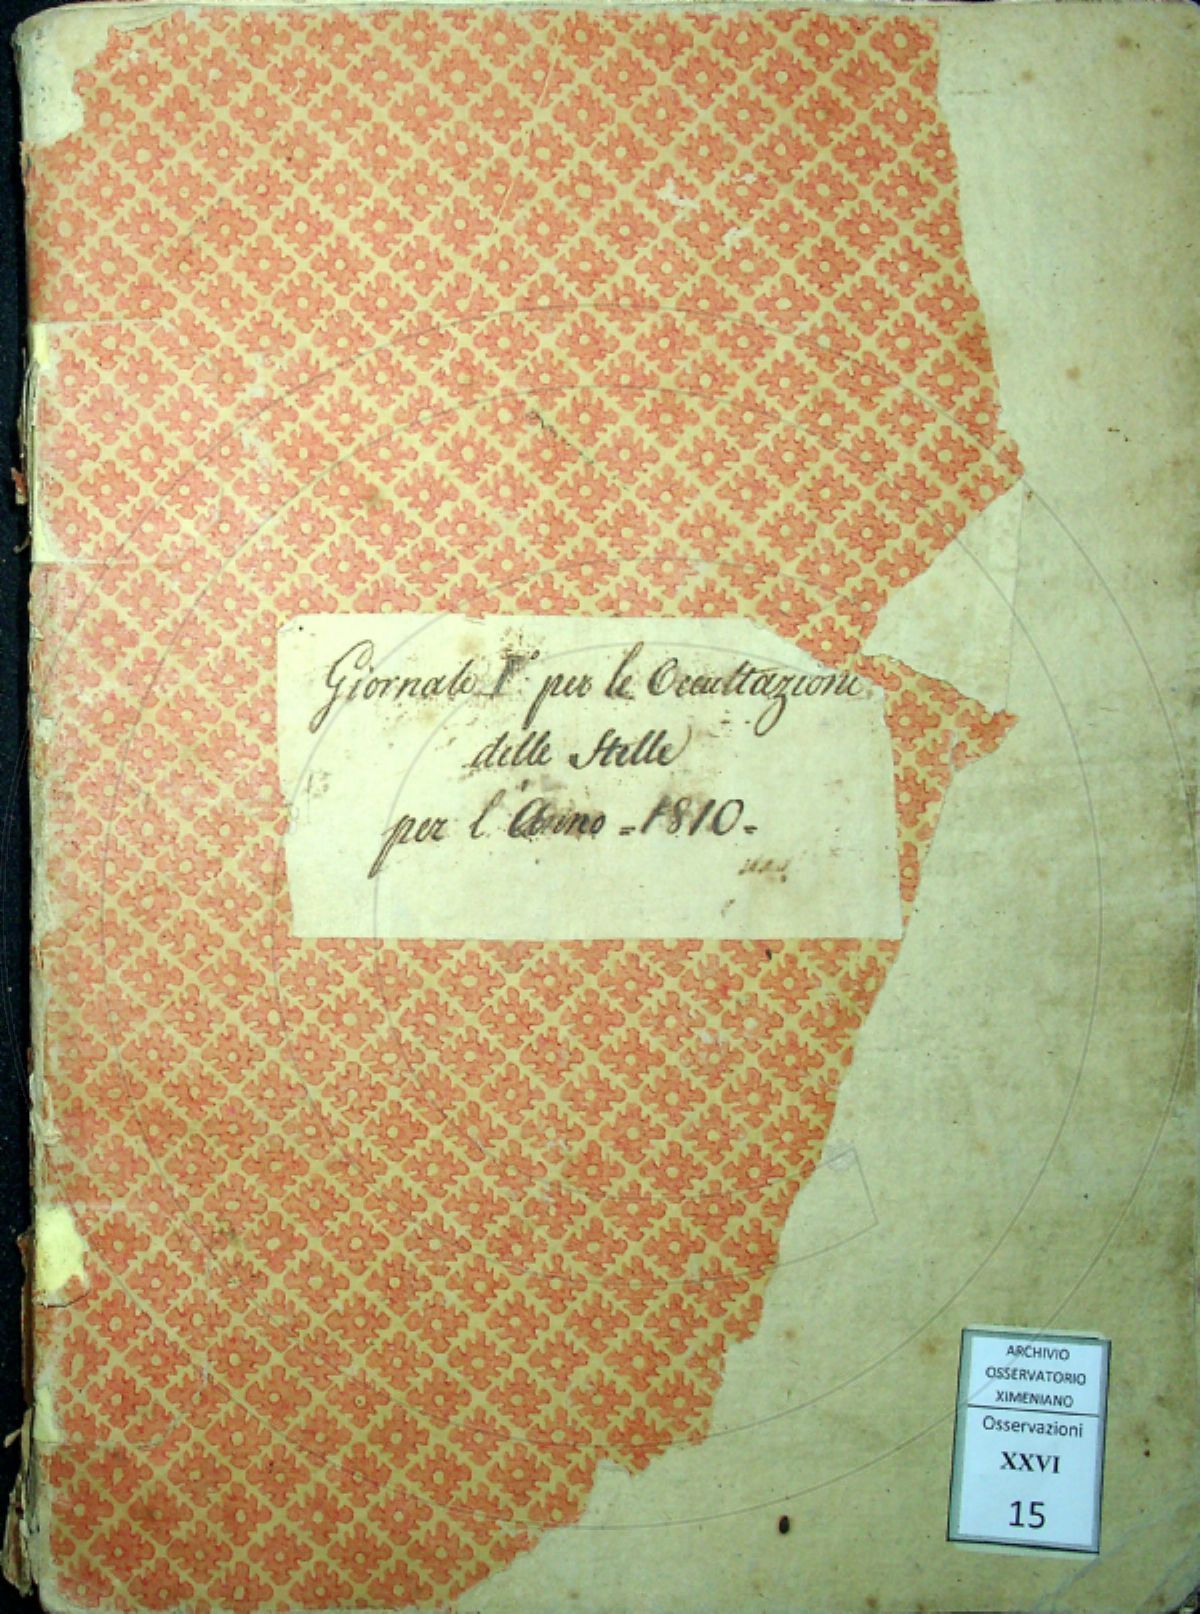 Giornale I.° per le Occultazioni
delle Stelle
per l'Anno = 1810 =
ARCHIVIO
OSSERVATORIO
XIMENIANO
Osservazioni
XXVI
15